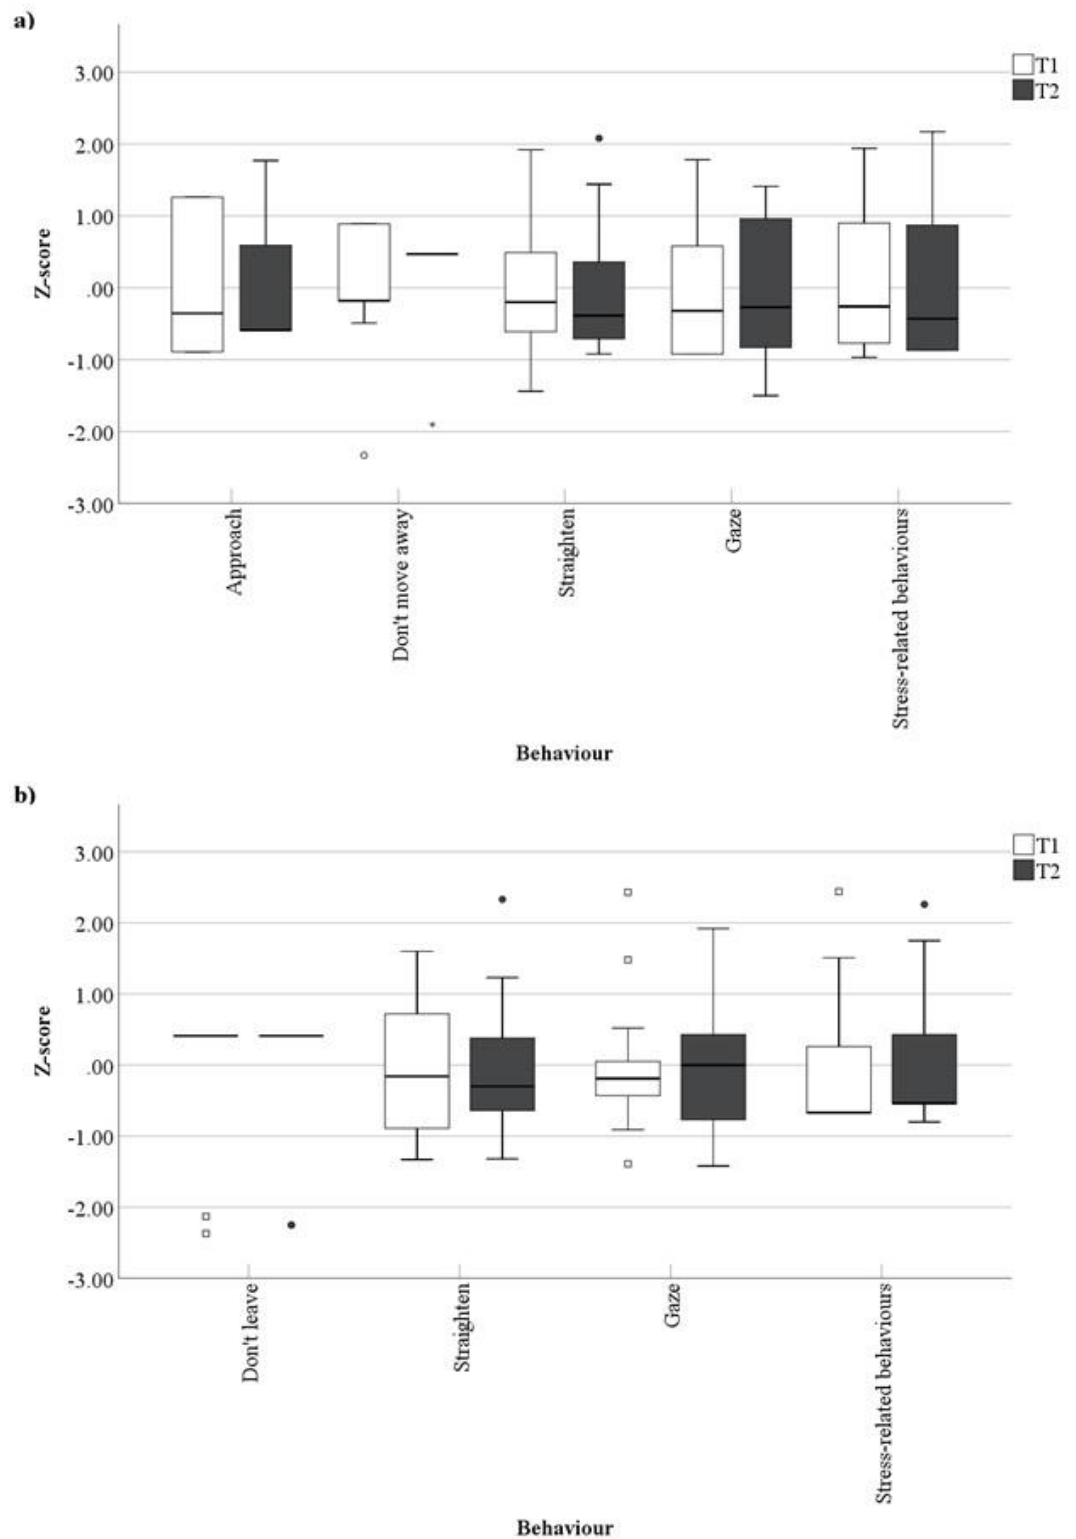 a)
T1
T2
3.00
2.00
1.00
.00
-1.00
-2.00
-3.00
Z-score
Approach
Don't move away
Straighten
Gaze
Stress-related behaviours
Behaviour
b)
T1
T2
3.00
2.00
1.00
.00
-1.00
-2.00
-3.00
Z-score
Don't leave
Straighten
Gaze
Stress-related behaviours
Behaviour